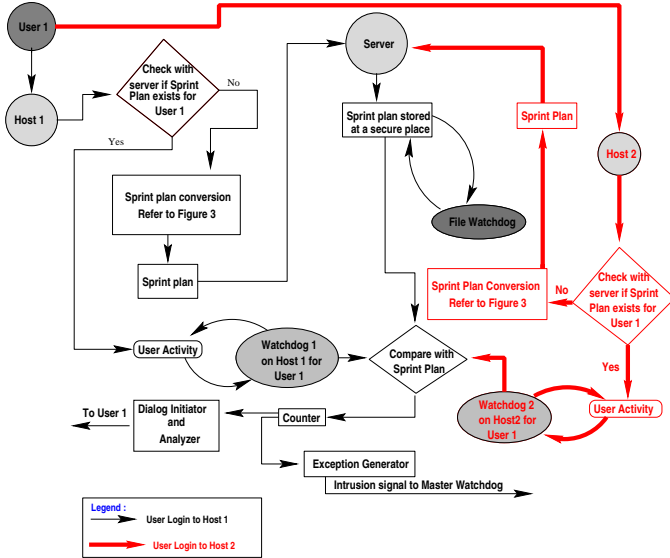 User 1
Server
Check with
server if Sprint
Plan exists for
User 1
No
Host 1
Yes
Sprint plan stored
at a secure place
Sprint Plan
Host 2
Sprint plan conversion
Refer to Figure 3
File Watchdog
Sprint plan
Sprint Plan Conversion
Refer to Figure 3
No
Check with
server if Sprint
Plan exists for
User 1
User Activity
Watchdog 1
on Host 1 for
User 1
Compare with
Sprint Plan
Yes
Watchdog 2
on Host2 for
User 1
User Activity
To User 1
Dialog Initiator
and
Analyzer
Counter
Exception Generator
Intrusion signal to Master Watchdog
Legend :
User Login to Host 1
User Login to Host 2